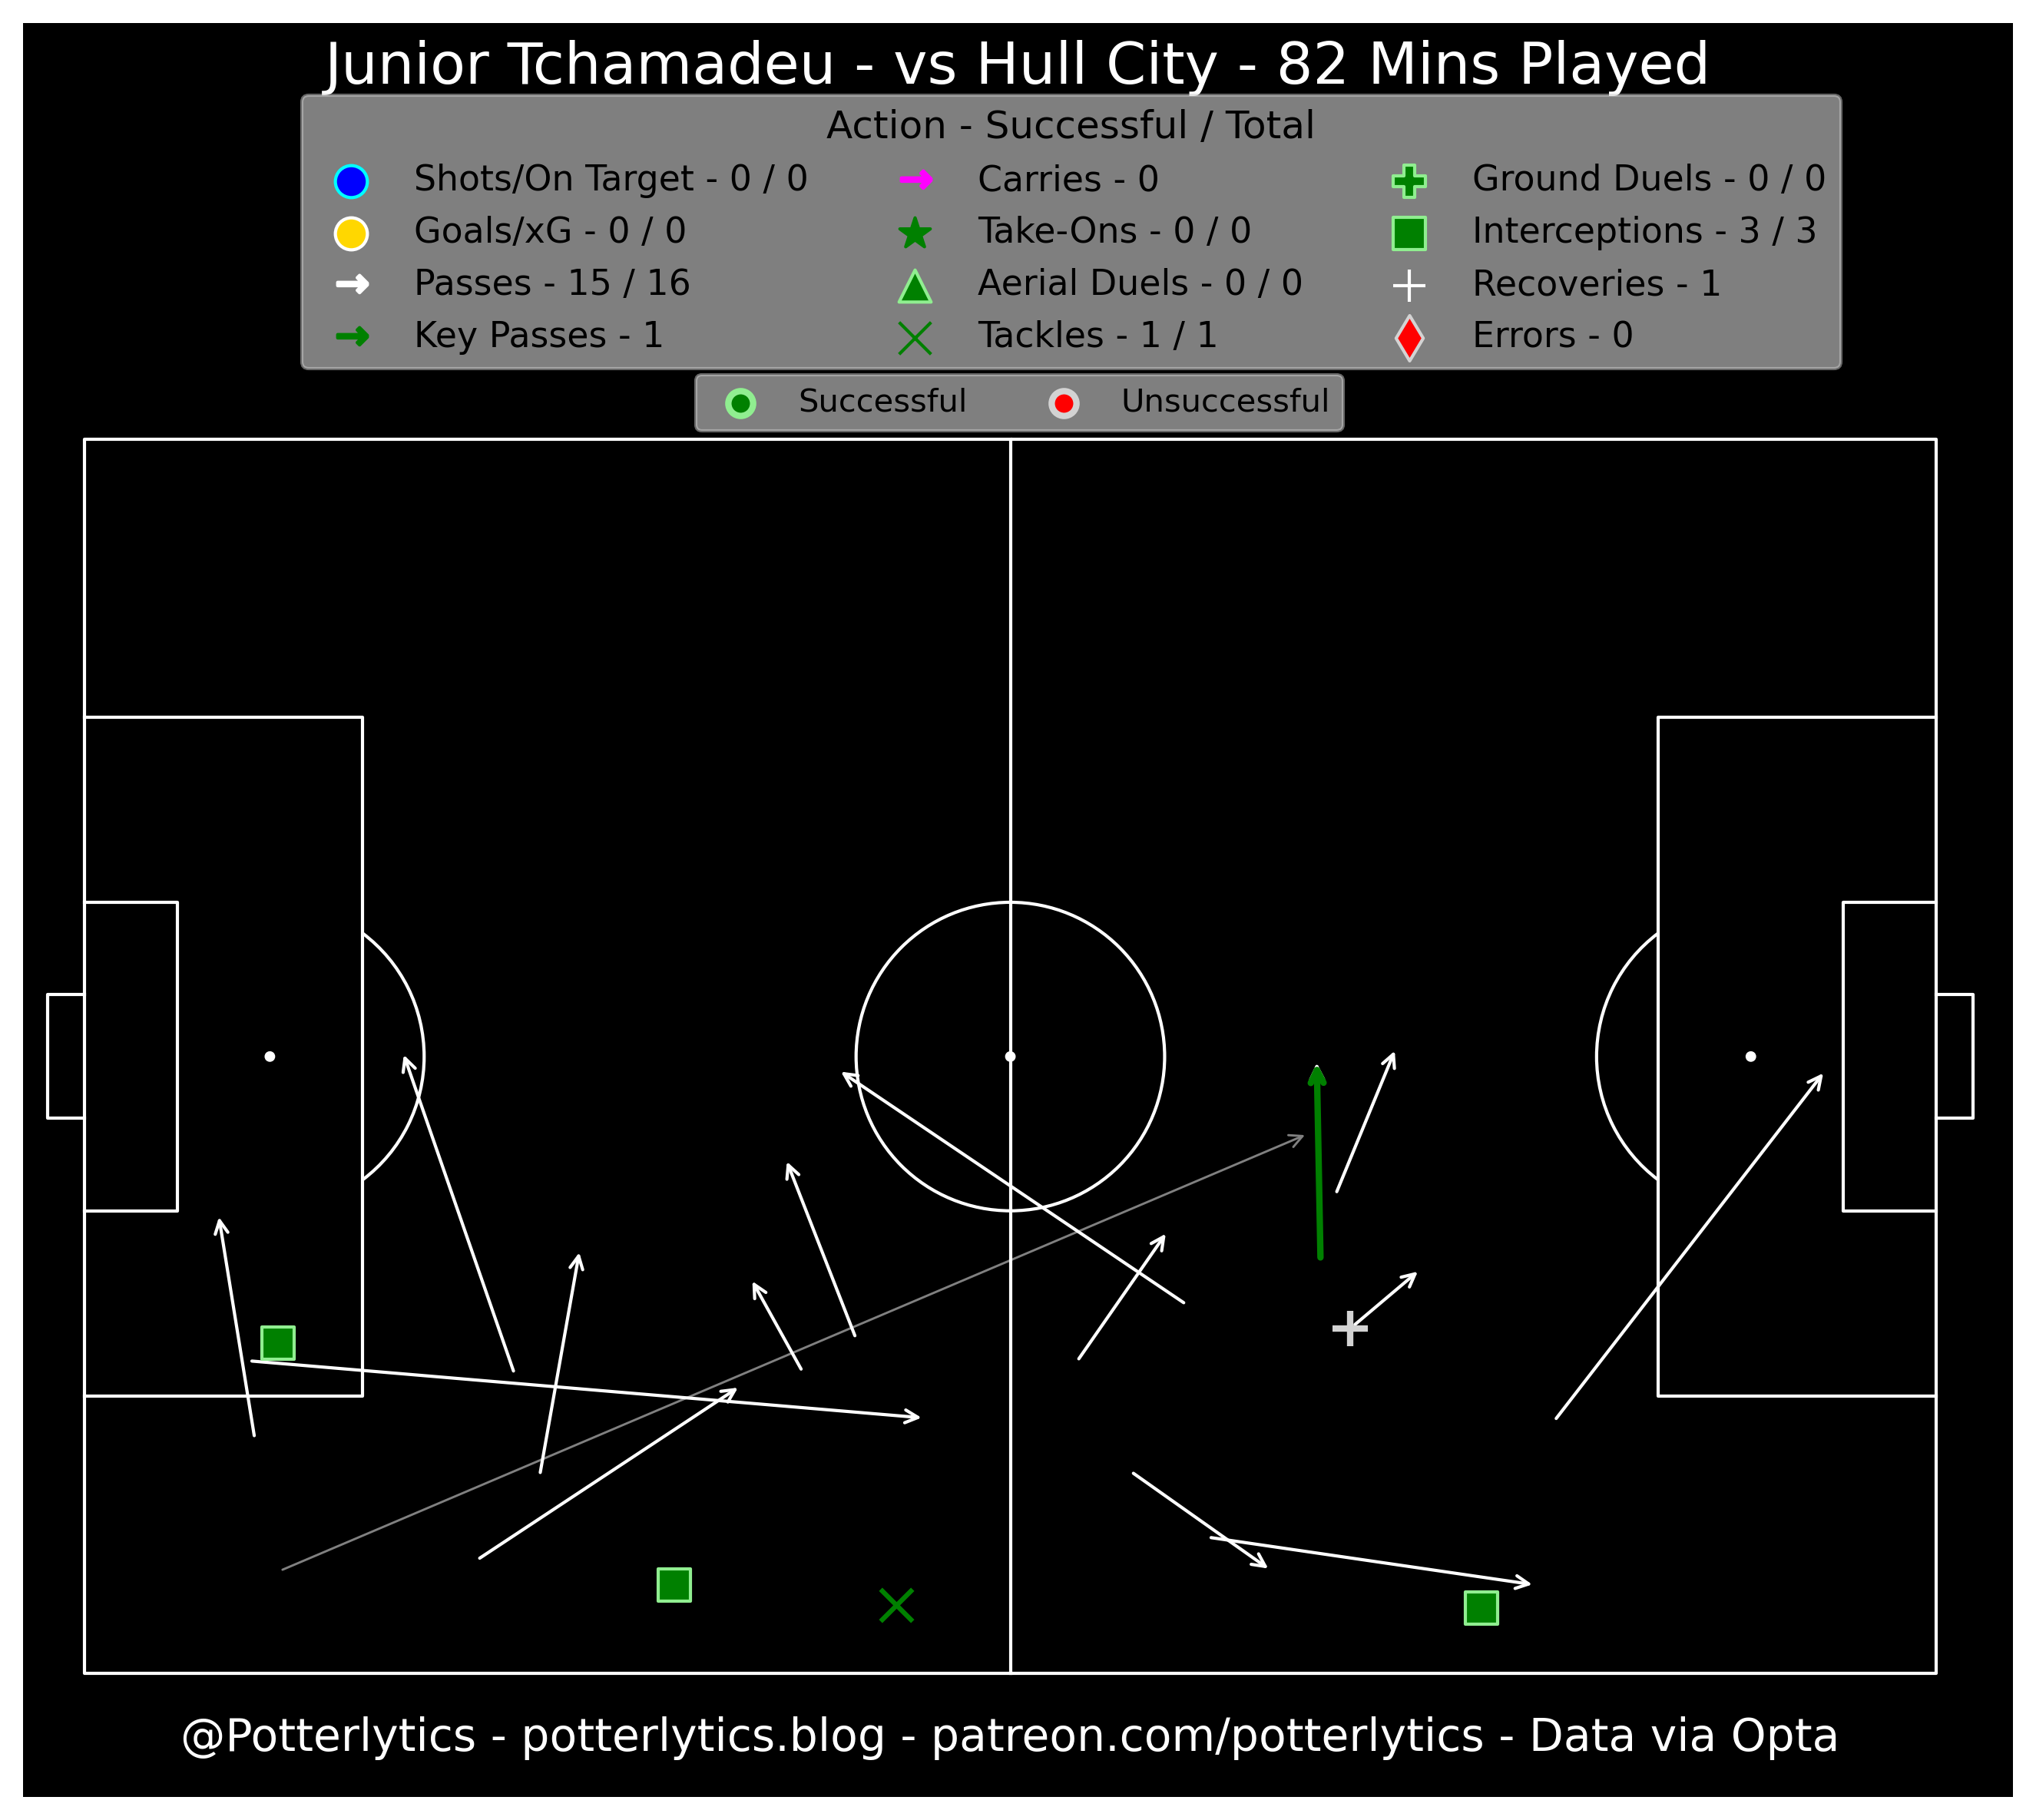 Junior Tchamadeu - vs Hull City - 82 Mins Played
Action - Successful / Total
Shots/On Target - 0 / 0
Goals/xG - 0 / 0
Passes - 15 / 16
Key Passes - 1
Carries - 0
Take-Ons - 0 / 0
Aerial Duels - 0 / 0
Tackles - 1 / 1
Ground Duels - 0 / 0
Interceptions - 3 / 3
Recoveries - 1
Errors - 0
Successful
Unsuccessful
@Potterlytics - potterlytics.blog - patreon.com/potterlytics - Data via Opta